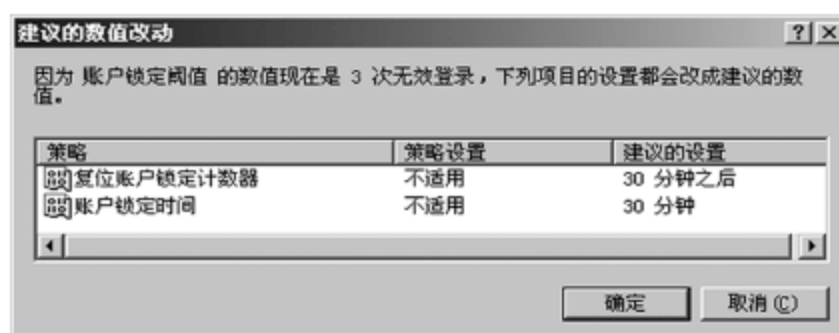 建议的数值改动
因为 账户锁定阈值 的数值现在是 3 次无效登录，下列项目的设置都会改成建议的数
值。
策略 策略设置 建议的设置
复位账户锁定计数器 不适用 30 分钟之后
账户锁定时间 不适用 30 分钟
确定 取消(C)